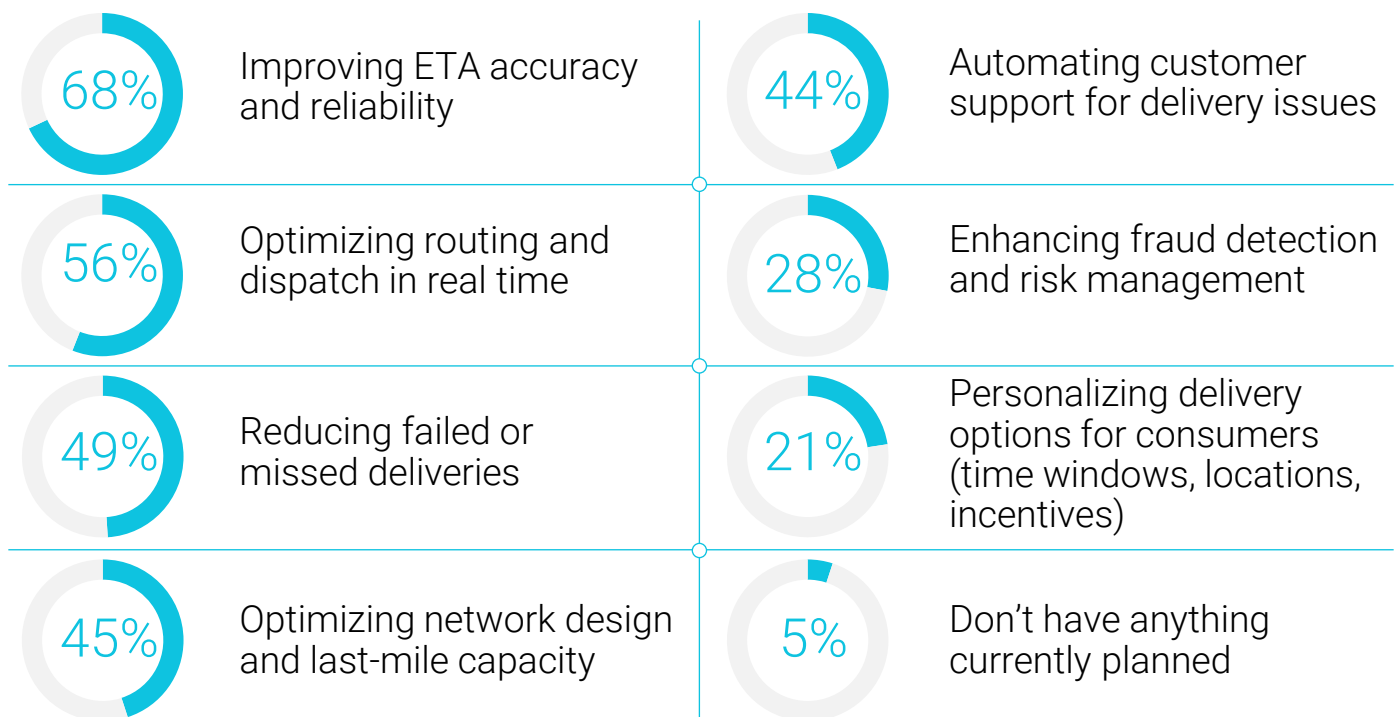 68%
Improving ETA accuracy
and reliability
56%
Optimizing routing and
dispatch in real time
49%
Reducing failed or
missed deliveries
45%
Optimizing network design
and last-mile capacity
44%
Automating customer
support for delivery issues
28%
Enhancing fraud detection
and risk management
21%
Personalizing delivery
options for consumers
(time windows, locations,
incentives)
5%
Don’t have anything
currently planned